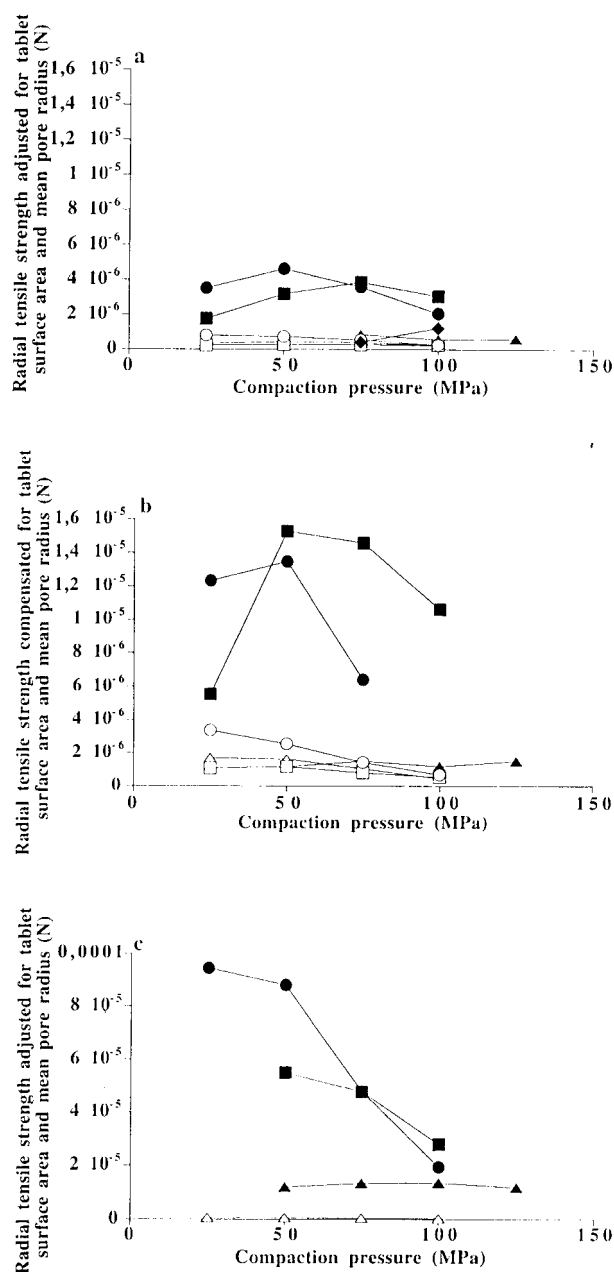 a
Radial tensile strength adjusted for tablet
surface area and mean pore radius (N)
1,6 10-5
1,4 10-5
1,2 10-5
1 10-5
8 10-6
6 10-6
4 10-6
2 10-6
0
0 50 100 150
Compaction pressure (MPa)
b
Radial tensile strength compensated for tablet
surface area and mean pore radius (N)
1,6 10-5
1,4 10-5
1,2 10-5
1 10-5
8 10-6
6 10-6
4 10-6
2 10-6
0
0 50 100 150
Compaction pressure (MPa)
c
Radial tensile strength adjusted for tablet
surface area and mean pore radius (N)
0,0001
8 10-5
6 10-5
4 10-5
2 10-5
0
0 50 100 150
Compaction pressure (MPa)